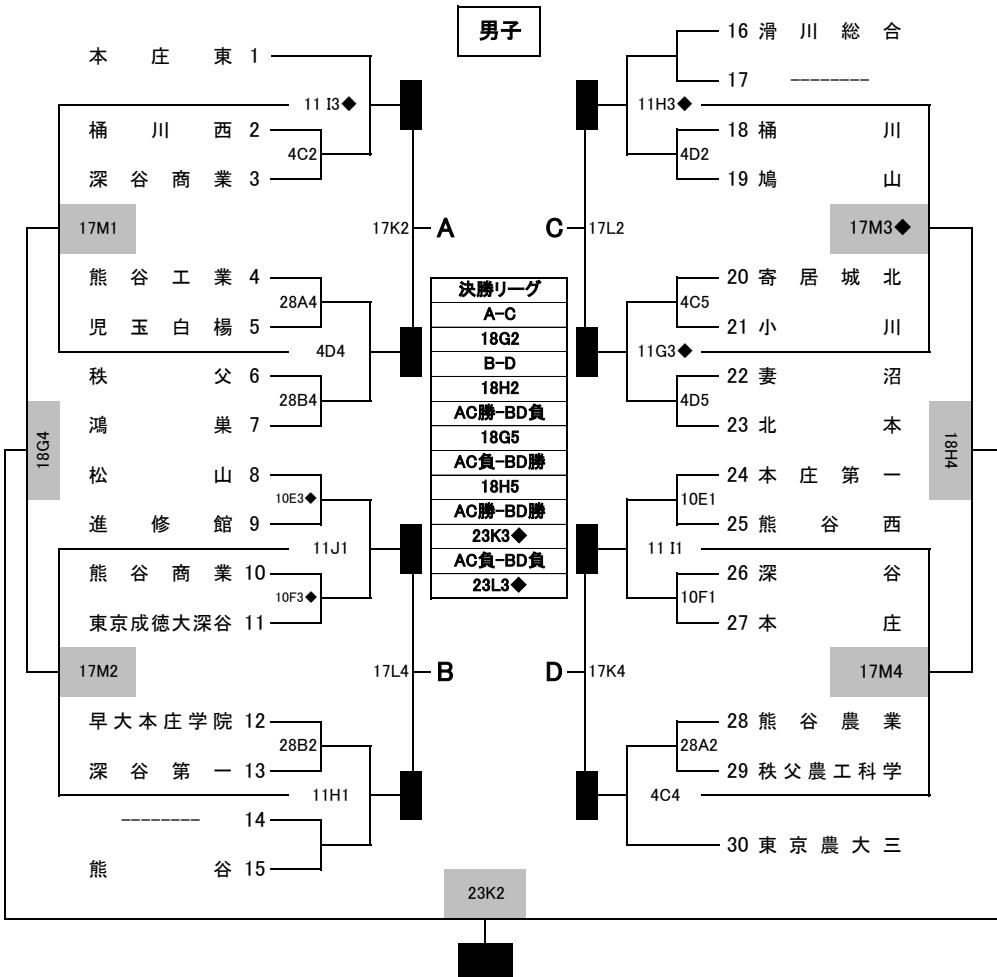 男子
本庄東 1
11 I3◆
桶川西 2
4C2
深谷商業 3
17M1
17K2
A
熊谷工業 4
28A4
児玉白楊 5
4D4
秩父 6
28B4
鴻巣 7
18G4
松山 8
10E3◆
進修館 9
11J1
熊谷商業 10
10F3◆
東京成徳大深谷 11
17M2
17L4
B
早大本庄学院 12
28B2
深谷第一 13
11H1
-------- 14
熊谷 15
決勝リーグ
A-C
18G2
B-D
18H2
AC勝-BD負
18G5
AC負-BD勝
18H5
AC勝-BD勝
23K3◆
AC負-BD負
23L3◆
16 滑川総合
17 --------
11H3◆
18 桶川
4D2
19 鳩山
C
17L2
17M3◆
20 寄居城北
4C5
21 小川
11G3◆
22 妻沼
4D5
23 北本
18H4
24 本庄第一
10E1
25 熊谷西
11 I1
26 深谷
10F1
27 本庄
D
17K4
17M4
28 熊谷農業
28A2
29 秩父農工科学
4C4
30 東京農大三
23K2